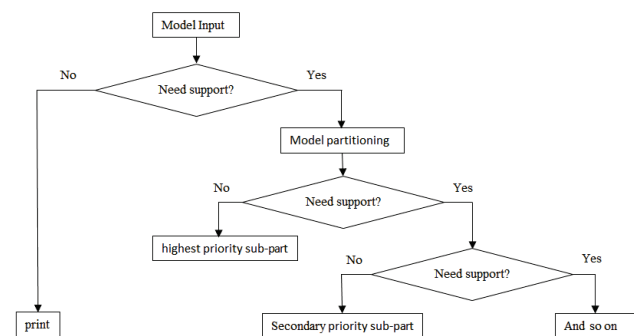 Model Input
No
Yes
Need support?
Model partitioning
No
Yes
Need support?
highest priority sub-part
No
Yes
Need support?
print
Secondary priority sub-part
And so on